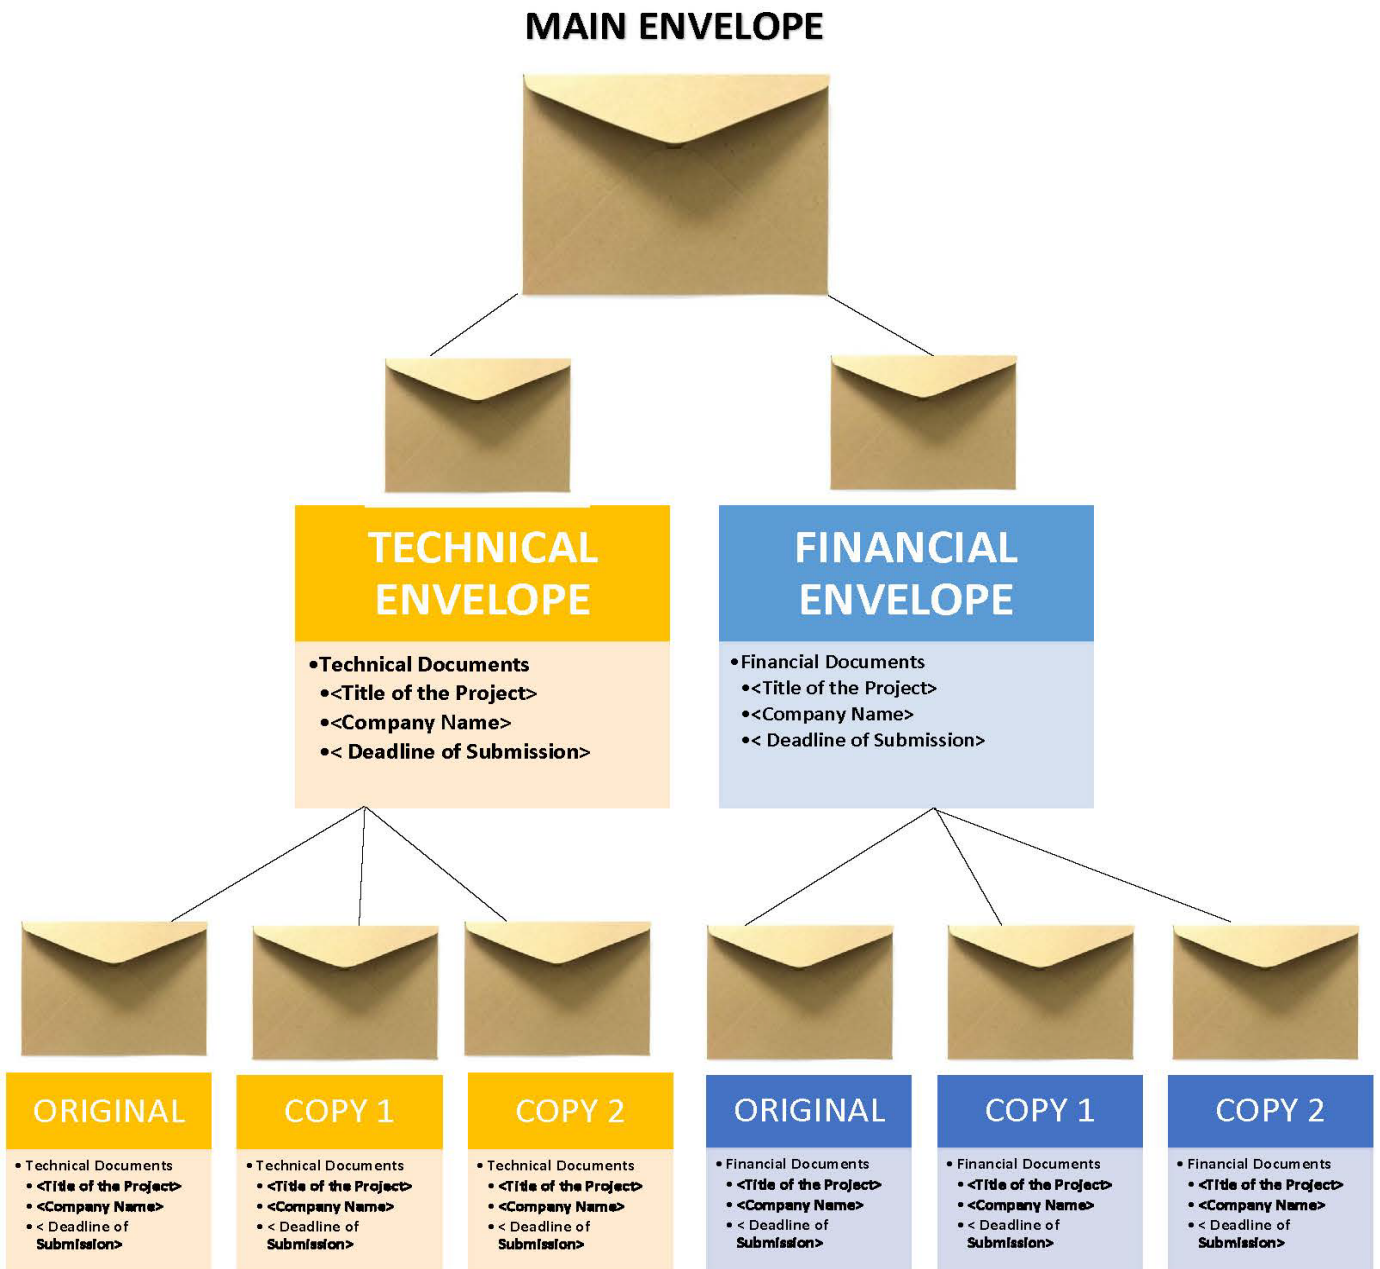 MAIN ENVELOPE
TECHNICAL
ENVELOPE
•Technical Documents
•<Title of the Project>
•<Company Name>
•< Deadline of Submission>
FINANCIAL
ENVELOPE
•Financial Documents
•<Title of the Project>
•<Company Name>
•< Deadline of Submission>
ORIGINAL
• Technical Documents
• <Title of the Project>
• <Company Name>
• < Deadline of
Submission>
COPY 1
• Technical Documents
• <Title of the Project>
• <Company Name>
• < Deadline of
Submission>
COPY 2
• Technical Documents
• <Title of the Project>
• <Company Name>
• < Deadline of
Submission>
ORIGINAL
• Financial Documents
• <Title of the Project>
• <Company Name>
• < Deadline of
Submission>
COPY 1
• Financial Documents
• <Title of the Project>
• <Company Name>
• < Deadline of
Submission>
COPY 2
• Financial Documents
• <Title of the Project>
• <Company Name>
• < Deadline of
Submission>